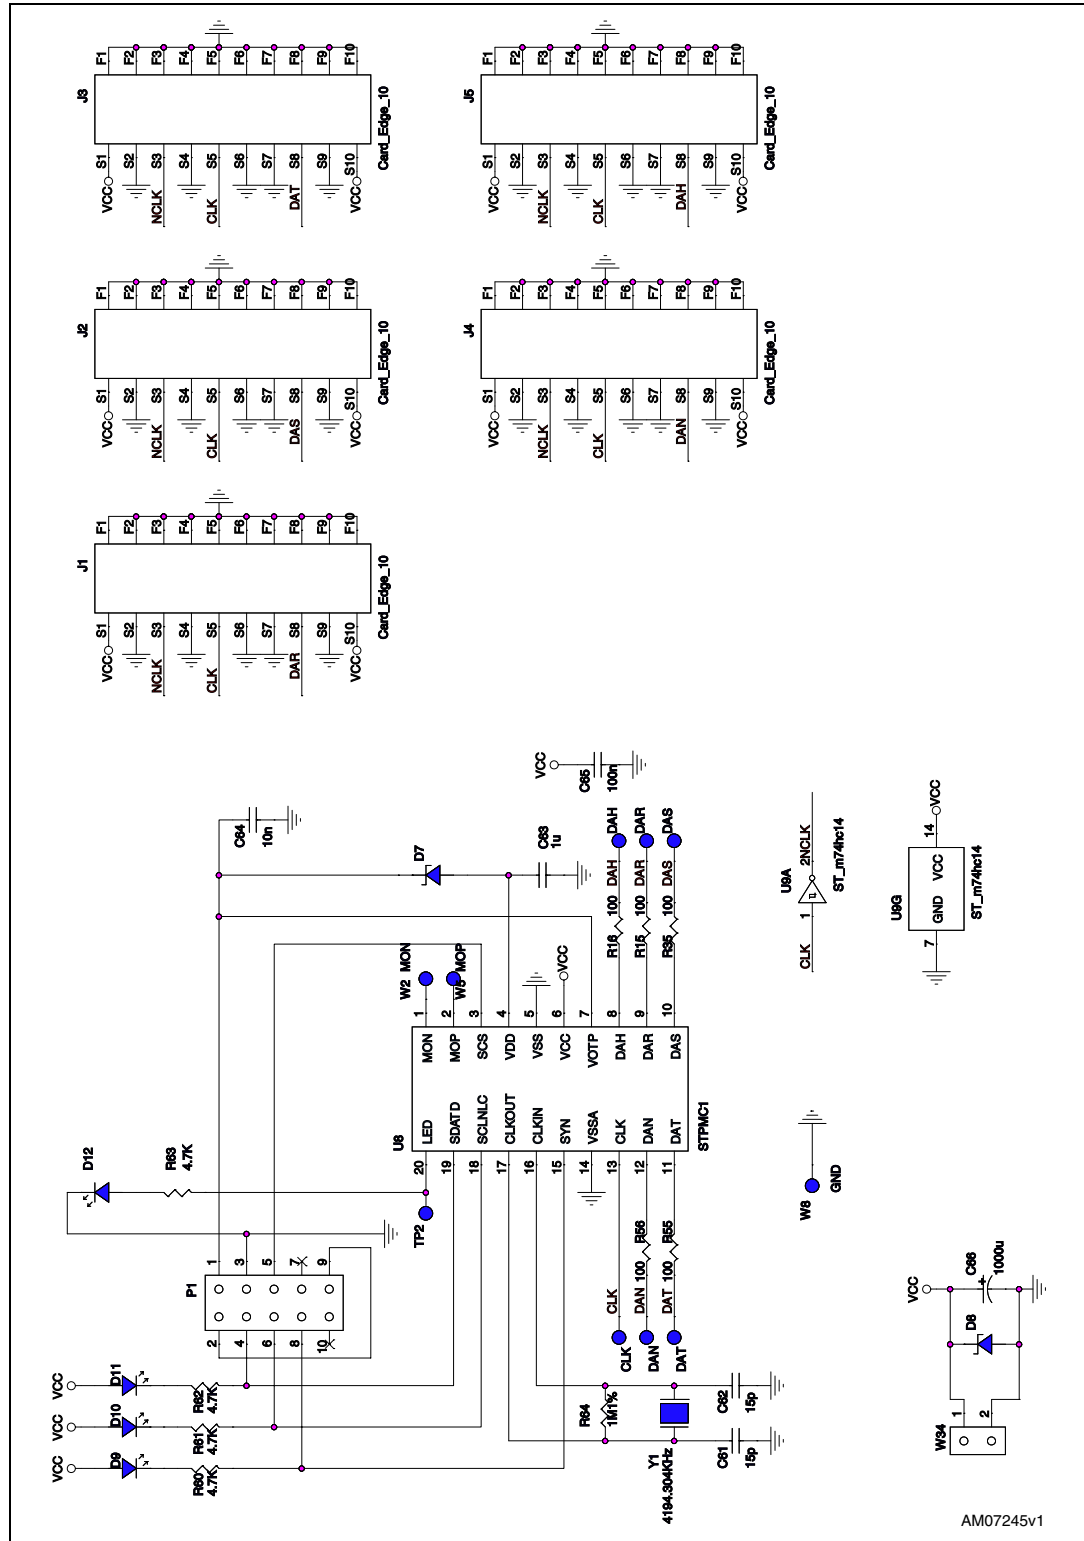 J3
F1 F2 F3 F4 F5 F6 F7 F8 F9 F10
S1 S2 S3 S4 S5 S6 S7 S8 S9 S10
Card_Edge_10
VCC NCLK CLK DAT VCC
J5
F1 F2 F3 F4 F5 F6 F7 F8 F9 F10
S1 S2 S3 S4 S5 S6 S7 S8 S9 S10
Card_Edge_10
VCC NCLK CLK DAH VCC
J2
F1 F2 F3 F4 F5 F6 F7 F8 F9 F10
S1 S2 S3 S4 S5 S6 S7 S8 S9 S10
Card_Edge_10
VCC NCLK CLK DAS VCC
J4
F1 F2 F3 F4 F5 F6 F7 F8 F9 F10
S1 S2 S3 S4 S5 S6 S7 S8 S9 S10
Card_Edge_10
VCC NCLK CLK DAN VCC
J1
F1 F2 F3 F4 F5 F6 F7 F8 F9 F10
S1 S2 S3 S4 S5 S6 S7 S8 S9 S10
Card_Edge_10
VCC NCLK CLK DAR VCC
C64
10n
D7
C63
1u
VCC
C65
100n
DAH DAR DAS
R16 100 DAH
R15 100 DAR
R35 100 DAS
W2 MON
W5 MOP
VCC
1 2 3 4 5 6 7 8 9 10
MON MOP SCS VDD VSS VCC VOTP DAH DAR DAS
U8
LED SDATD SCLNLC CLKOUT CLKIN SYN VSSA CLK DAN DAT
STPMC1
20 19 18 17 16 15 14 13 12 11
TP2
D12
R63
4.7K
P1
1 3 5 7 9
2 4 6 8 10
VCC VCC VCC
D11 D10 D9
R62
4.7K
R61
4.7K
R60
4.7K
CLK
DAN 100 R56
DAT 100 R55
CLK DAN DAT
R64
1M1%
Y1
4194.304KHz
C62
15p
C61
15p
U9A
CLK 1 2NCLK
ST_m74hc14
U9G
7 GND VCC 14 VCC
ST_m74hc14
W8
GND
VCC
C66
1000u
+
D8
W34
1
2
AM07245v1